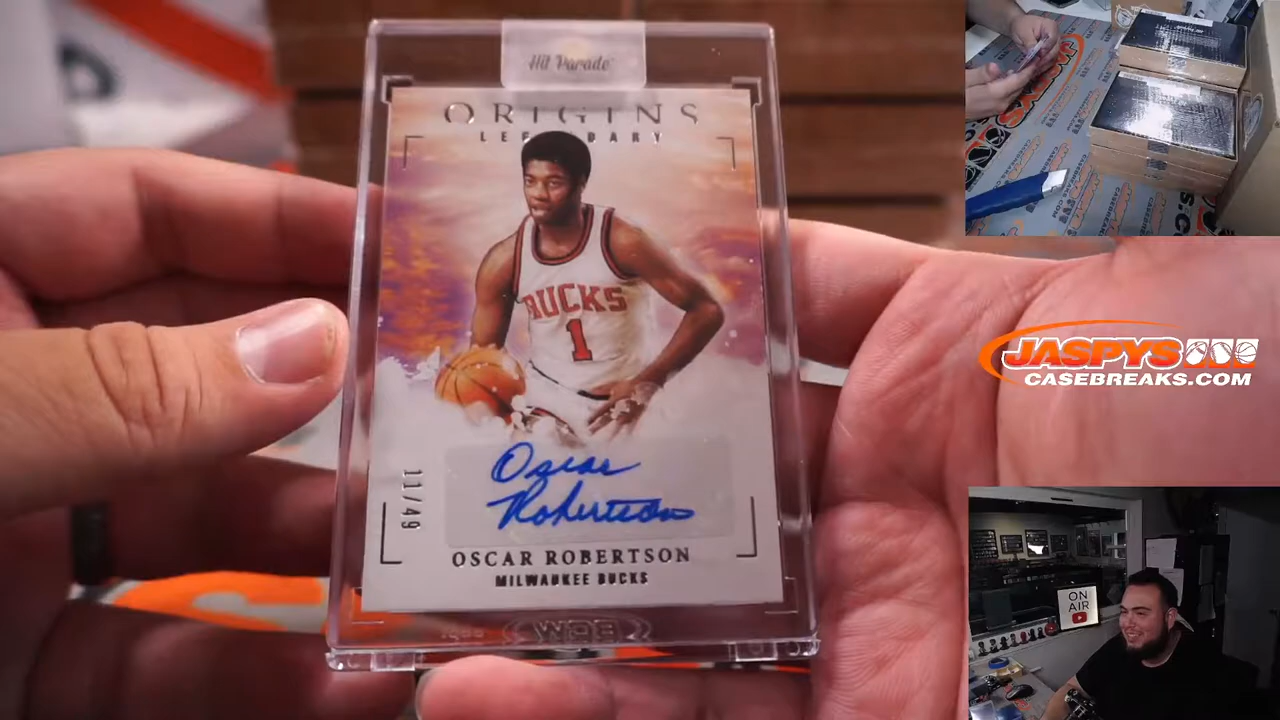 Hit Parade
ORIGINS
LEGENDARY
BUCKS
1
Oscar
Robertson
11/49
OSCAR ROBERTSON
MILWAUKEE BUCKS
JASPYS
CASEBREAKS.COM
ON
AIR